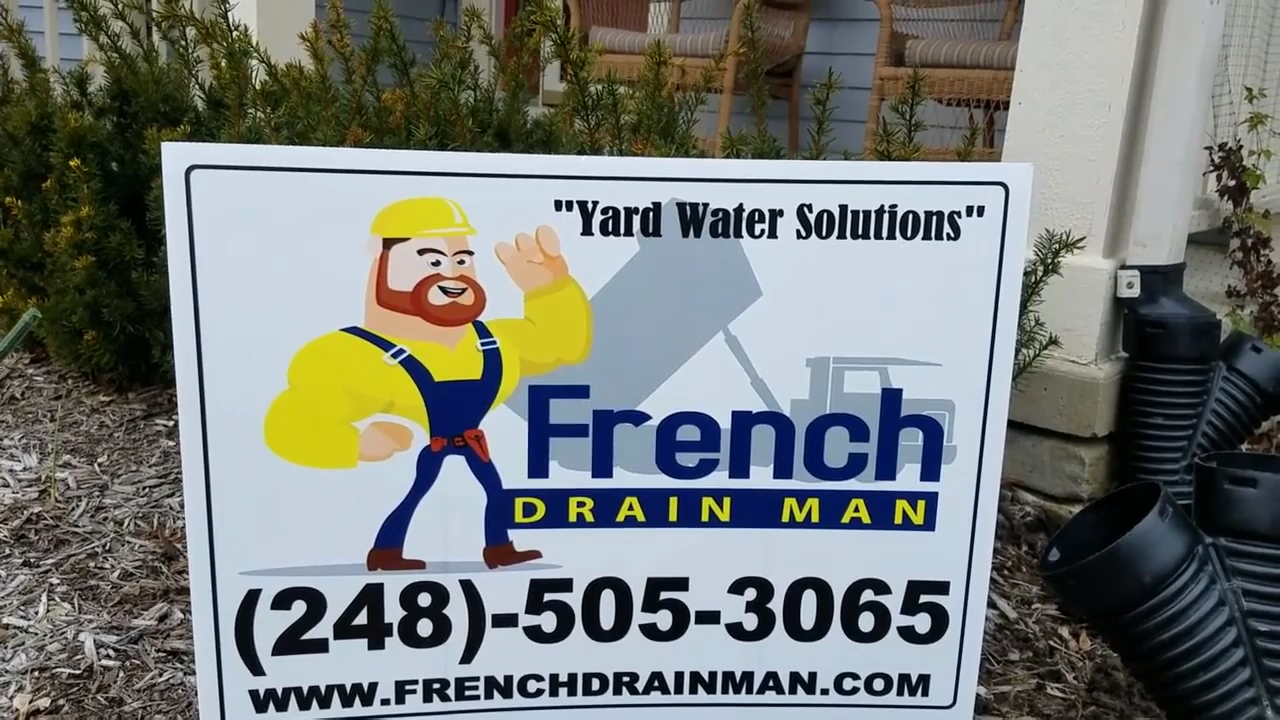 "Yard Water Solutions"
French
DRAIN MAN
(248)-505-3065
WWW.FRENCHDRAINMAN.COM